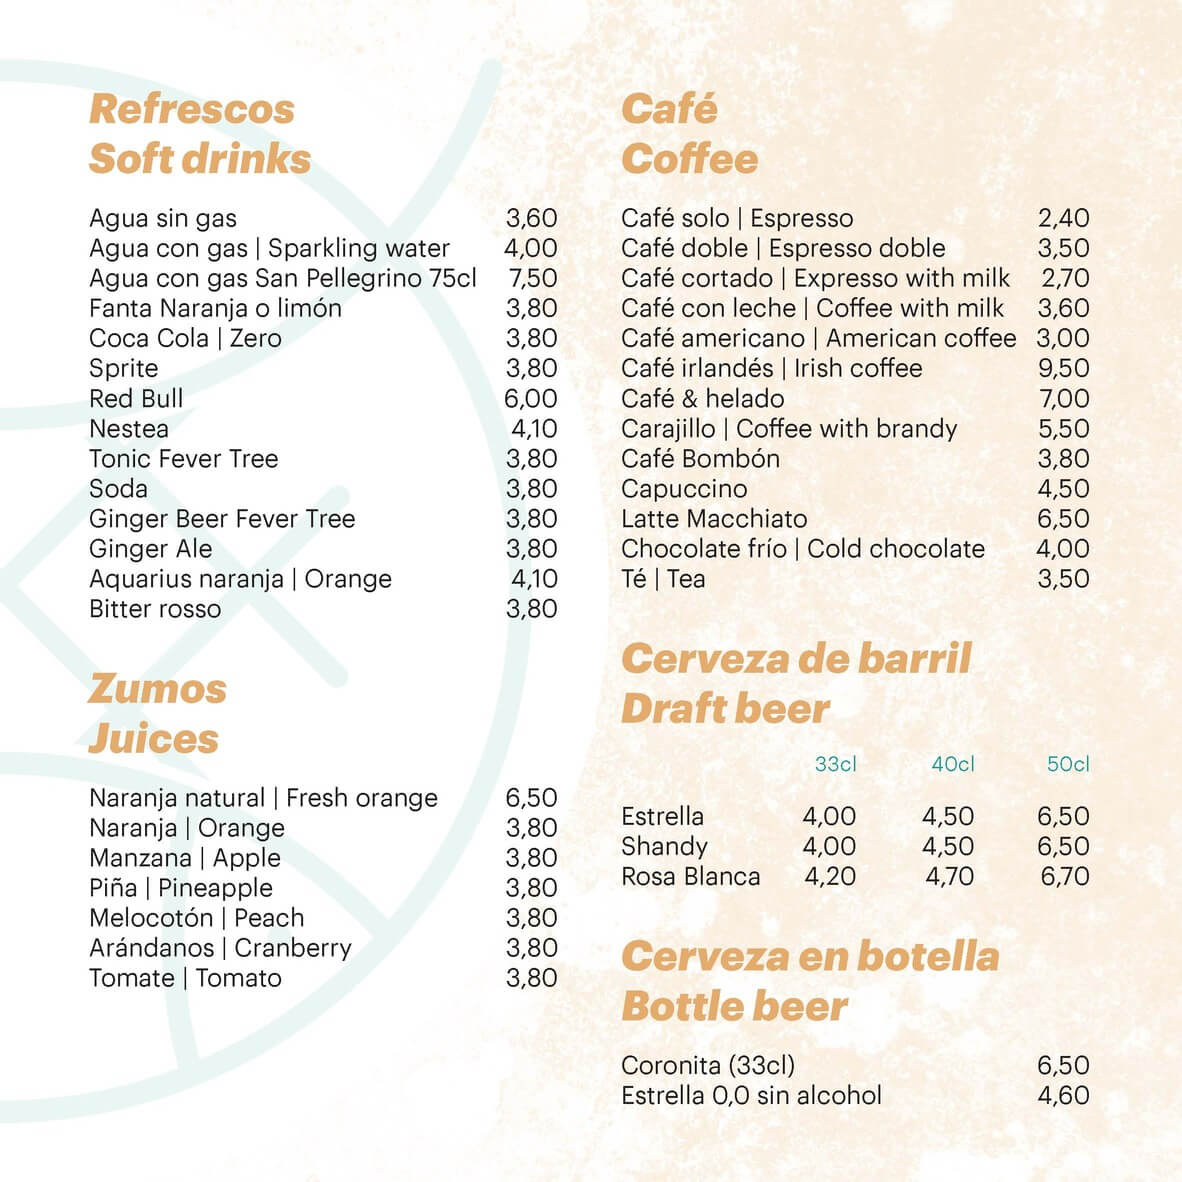 Refrescos
Soft drinks
Agua sin gas 3,60
Agua con gas | Sparkling water 4,00
Agua con gas San Pellegrino 75cl 7,50
Fanta Naranja o limón 3,80
Coca Cola | Zero 3,80
Sprite 3,80
Red Bull 6,00
Nestea 4,10
Tonic Fever Tree 3,80
Soda 3,80
Ginger Beer Fever Tree 3,80
Ginger Ale 3,80
Aquarius naranja | Orange 4,10
Bitter rosso 3,80
Zumos
Juices
Naranja natural | Fresh orange 6,50
Naranja | Orange 3,80
Manzana | Apple 3,80
Piña | Pineapple 3,80
Melocotón | Peach 3,80
Arándanos | Cranberry 3,80
Tomate | Tomato 3,80
Café
Coffee
Café solo | Espresso 2,40
Café doble | Espresso doble 3,50
Café cortado | Expresso with milk 2,70
Café con leche | Coffee with milk 3,60
Café americano | American coffee 3,00
Café irlandés | Irish coffee 9,50
Café & helado 7,00
Carajillo | Coffee with brandy 5,50
Café Bombón 3,80
Capuccino 4,50
Latte Macchiato 6,50
Chocolate frío | Cold chocolate 4,00
Té | Tea 3,50
Cerveza de barril
Draft beer
33cl 40cl 50cl
Estrella 4,00 4,50 6,50
Shandy 4,00 4,50 6,50
Rosa Blanca 4,20 4,70 6,70
Cerveza en botella
Bottle beer
Coronita (33cl) 6,50
Estrella 0,0 sin alcohol 4,60